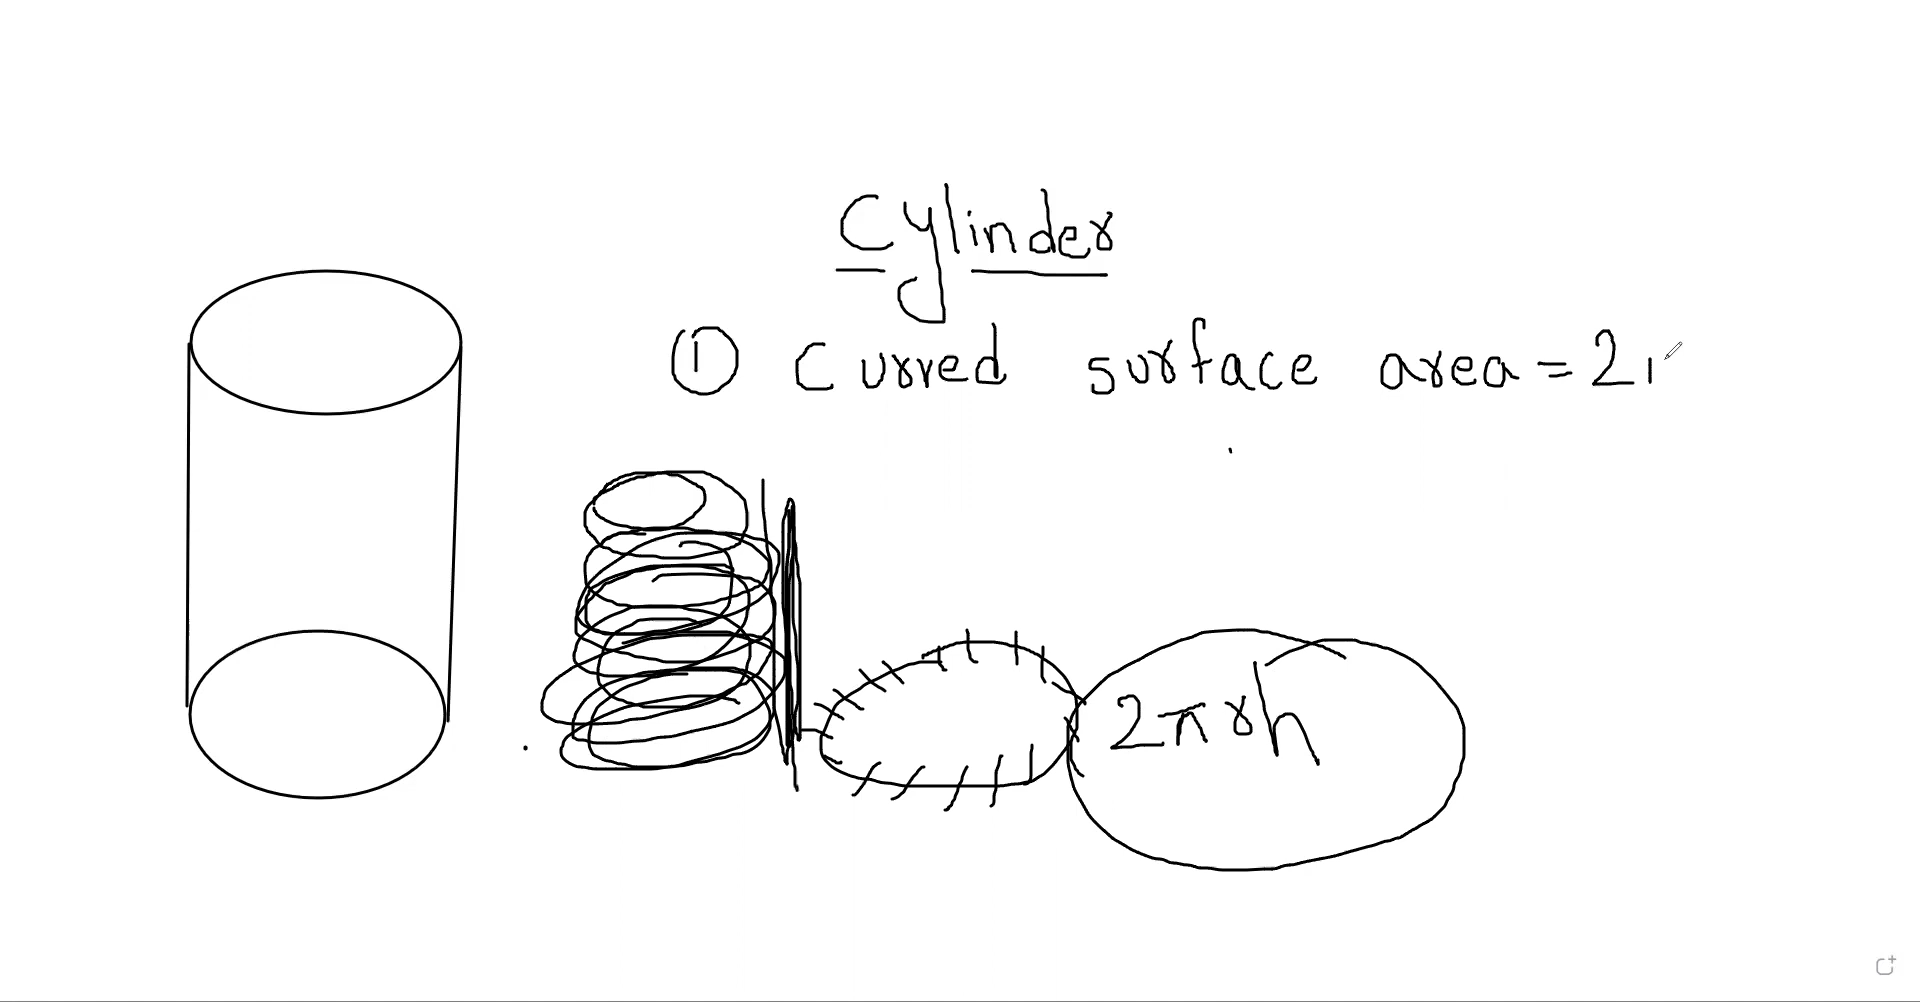 Cylinder
① Curved surface area = 2
2πrh